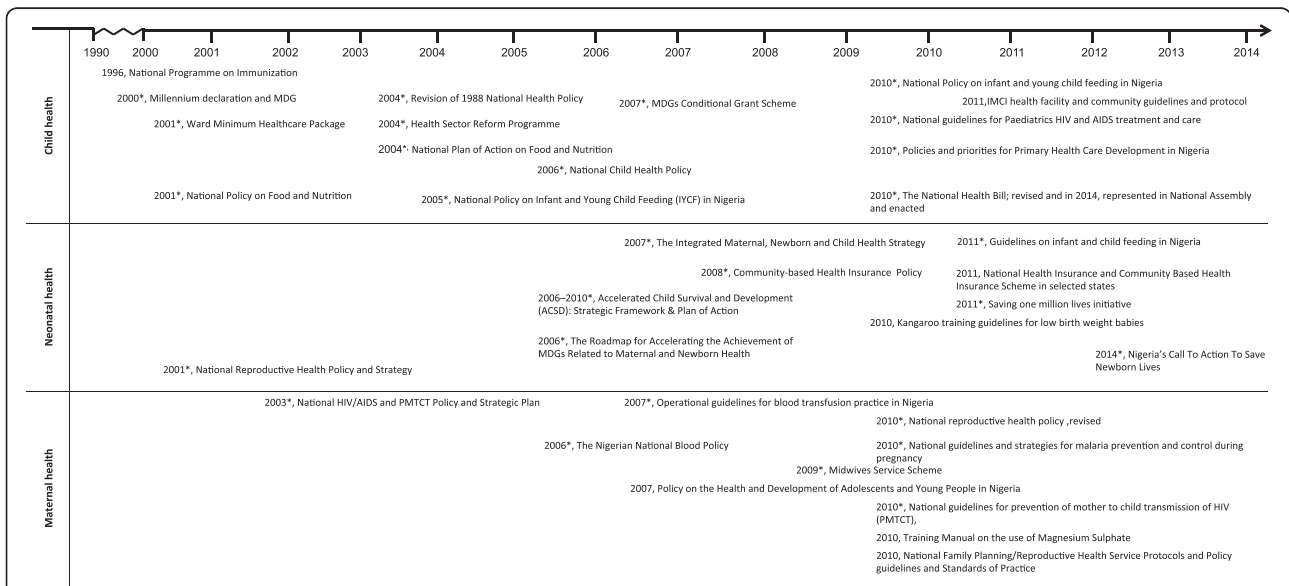 1990 2000 2001 2002 2003 2004 2005 2006 2007 2008 2009 2010 2011 2012 2013 2014
Child health
1996, National Programme on Immunization
2000*, Millennium declaration and MDG
2001*, Ward Minimum Healthcare Package
2001*, National Policy on Food and Nutrition
2004*, Revision of 1988 National Health Policy
2004*, Health Sector Reform Programme
2004*, National Plan of Action on Food and Nutrition
2006*, National Child Health Policy
2005*, National Policy on Infant and Young Child Feeding (IYCF) in Nigeria
2007*, MDGs Conditional Grant Scheme
2010*, National Policy on infant and young child feeding in Nigeria
2011,IMCI health facility and community guidelines and protocol
2010*, National guidelines for Paediatrics HIV and AIDS treatment and care
2010*, Policies and priorities for Primary Health Care Development in Nigeria
2010*, The National Health Bill; revised and in 2014, represented in National Assembly
and enacted
Neonatal health
2001*, National Reproductive Health Policy and Strategy
2007*, The Integrated Maternal, Newborn and Child Health Strategy
2008*, Community-based Health Insurance Policy
2006–2010*, Accelerated Child Survival and Development
(ACSD): Strategic Framework & Plan of Action
2006*, The Roadmap for Accelerating the Achievement of
MDGs Related to Maternal and Newborn Health
2011*, Guidelines on infant and child feeding in Nigeria
2011, National Health Insurance and Community Based Health
Insurance Scheme in selected states
2011*, Saving one million lives initiative
2010, Kangaroo training guidelines for low birth weight babies
2014*, Nigeria's Call To Action To Save
Newborn Lives
Maternal health
2003*, National HIV/AIDS and PMTCT Policy and Strategic Plan
2007*, Operational guidelines for blood transfusion practice in Nigeria
2010*, National reproductive health policy ,revised
2006*, The Nigerian National Blood Policy
2010*, National guidelines and strategies for malaria prevention and control during
pregnancy
2009*, Midwives Service Scheme
2007, Policy on the Health and Development of Adolescents and Young People in Nigeria
2010*, National guidelines for prevention of mother to child transmission of HIV
(PMTCT),
2010, Training Manual on the use of Magnesium Sulphate
2010, National Family Planning/Reproductive Health Service Protocols and Policy
guidelines and Standards of Practice